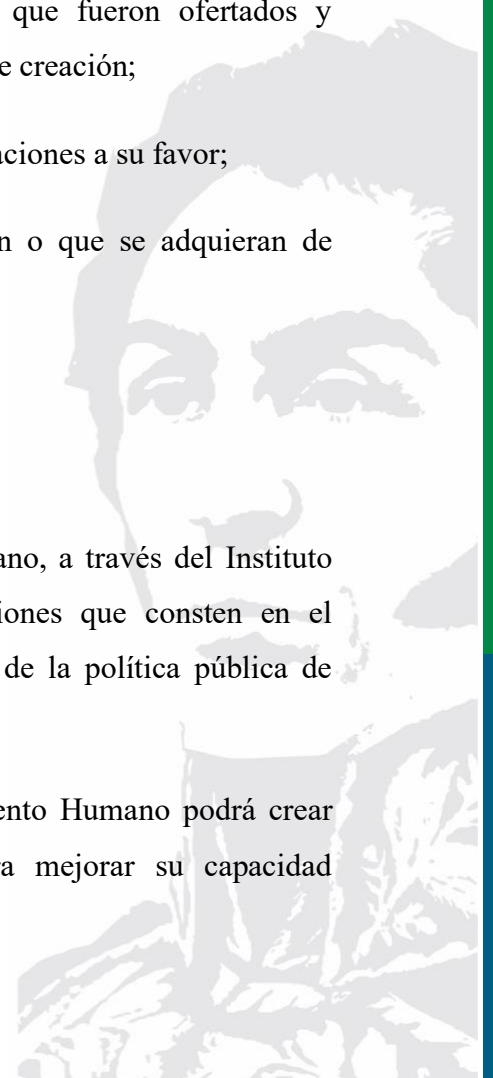 que fueron ofertados y
e creación;
aciones a su favor;
n o que se adquieran de
ano, a través del Instituto
iones que consten en el
de la política pública de
ento Humano podrá crear
a mejorar su capacidad